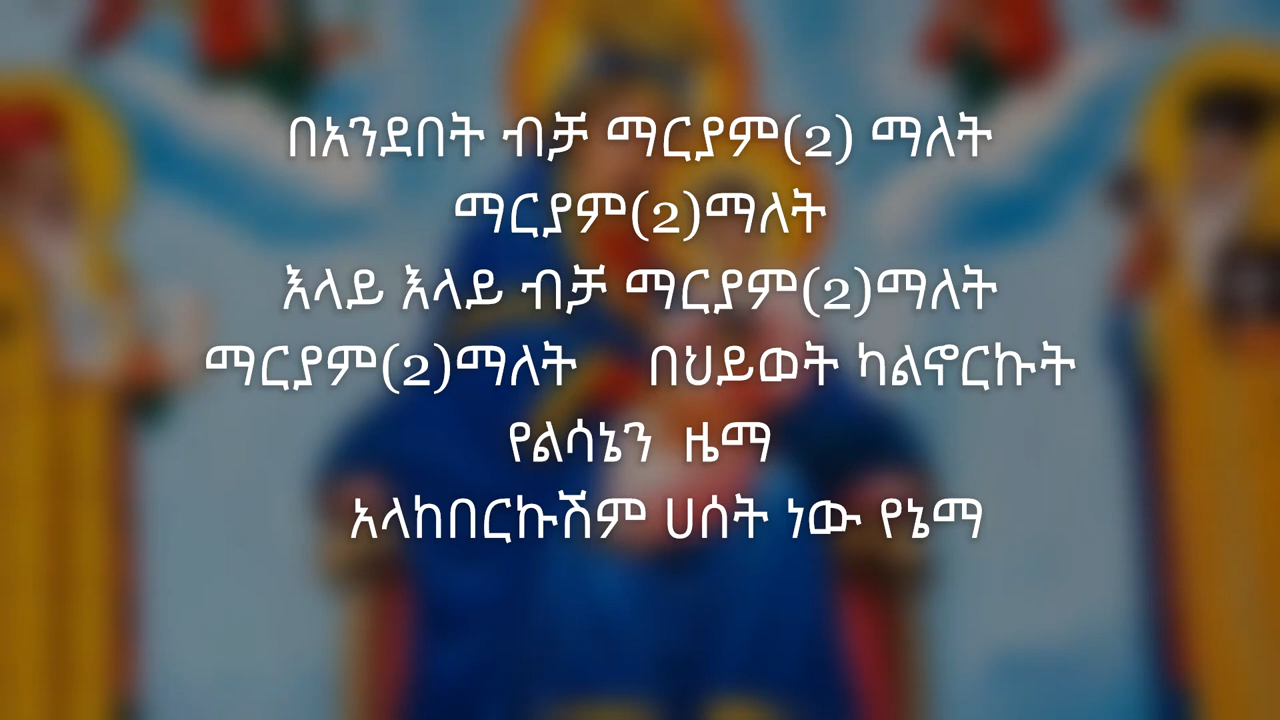 በአንደበት ብቻ ማርያም(2) ማለት
ማርያም(2)ማለት
እላይ እላይ ብቻ ማርያም(2)ማለት
ማርያም(2)ማለት በህይወት ካልኖርኩት
የልሳኔን ዜማ
አላከበርኩሽም ሀሰት ነው የኔማ